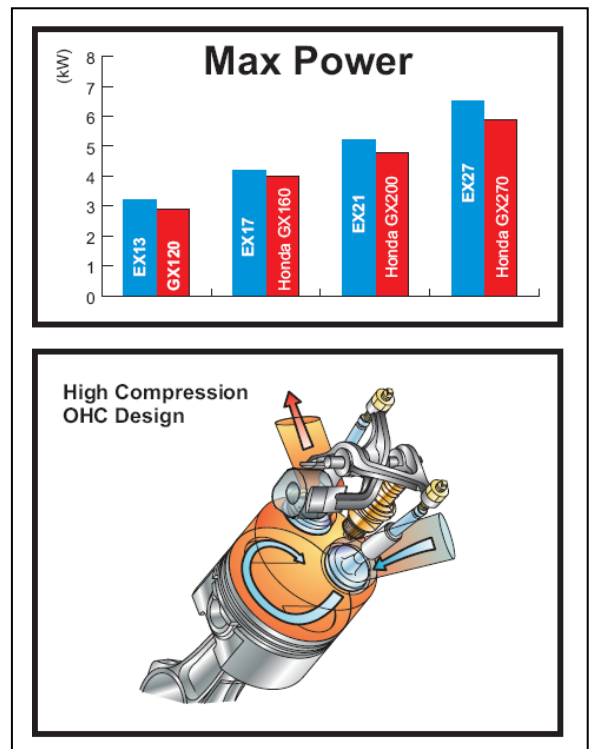 Max Power
(kW)
8
7
6
5
4
3
2
1
0
EX13
GX120
EX17
Honda GX160
EX21
Honda GX200
EX27
Honda GX270
High Compression
OHC Design